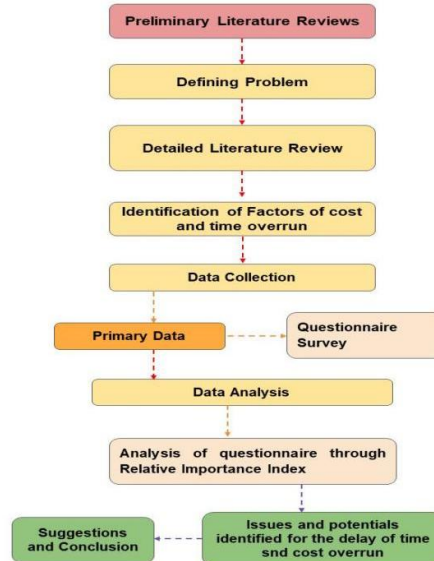 Preliminary Literature Reviews
Defining Problem
Detailed Literature Review
Identification of Factors of cost
and time overrun
Data Collection
Primary Data
Questionnaire
Survey
Data Analysis
Analysis of questionnaire through
Relative Importance Index
Issues and potentials
identified for the delay of time
snd cost overrun
Suggestions
and Conclusion